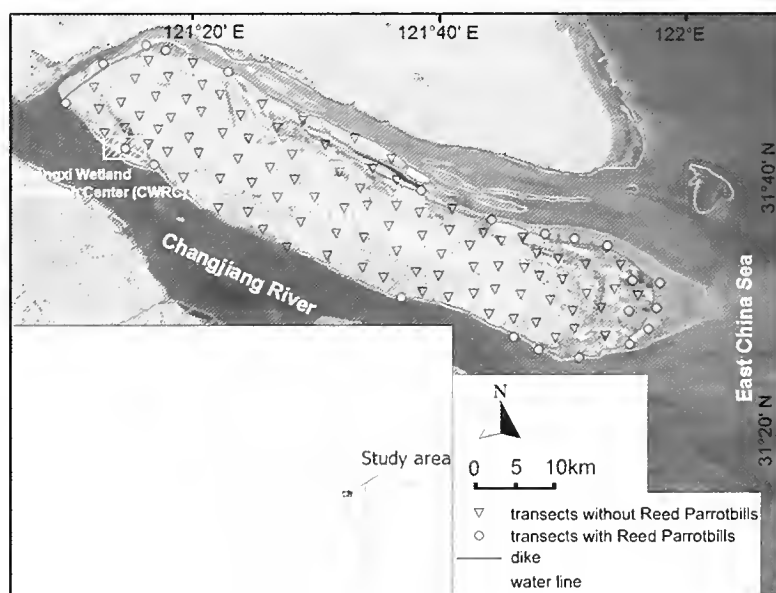 121°20' E
121°40' E
122°E
31°40' N
Wetland
Center (CWRC)
Changjiang River
East China Sea
31°20' N
N
Study area
0 5 10km
transects without Reed Parrotbills
transects with Reed Parrotbills
dike
water line